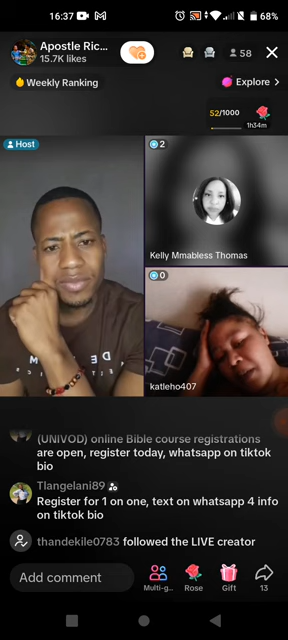 16:37
68%
Apostle Ric...
15.7K likes
58
Weekly Ranking
Explore >
52/1000
1h34m
Host
2
Kelly Mmabless Thomas
0
katleho407
(UNIVOD) online Bible course registrations
are open, register today, whatsapp on tiktok
bio
Tlangelani89
Register for 1 on one, text on whatsapp 4 info
on tiktok bio
thandekile0783 followed the LIVE creator
Add comment
Multi-g...
Rose
Gift
13